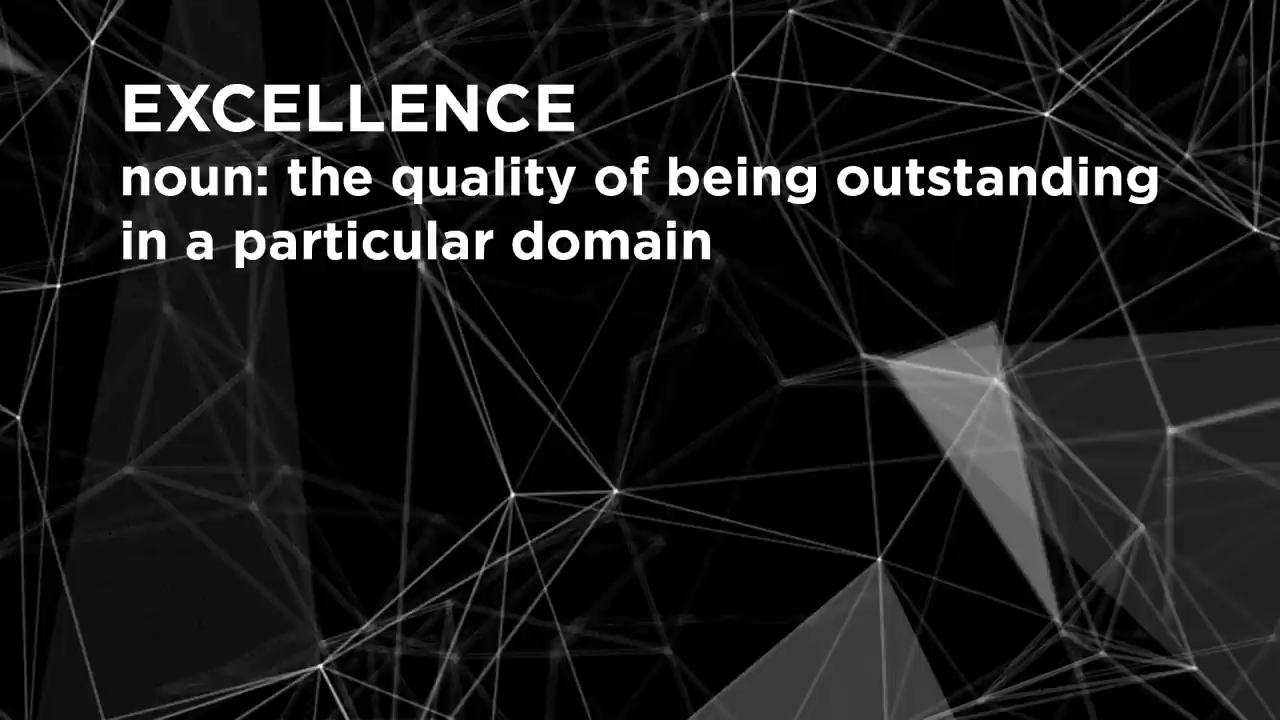 EXCELLENCE
noun: the quality of being outstanding
in a particular domain